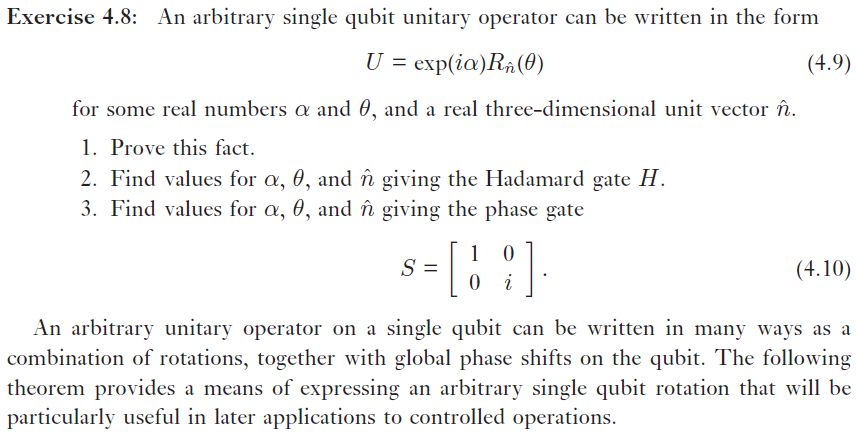 Exercise 4.8: An arbitrary single qubit unitary operator can be written in the form
U = exp(iα)R_n̂(θ) (4.9)
for some real numbers α and θ, and a real three-dimensional unit vector n̂.
1. Prove this fact.
2. Find values for α, θ, and n̂ giving the Hadamard gate H.
3. Find values for α, θ, and n̂ giving the phase gate
S = [ 1 0
0 i ] . (4.10)
An arbitrary unitary operator on a single qubit can be written in many ways as a
combination of rotations, together with global phase shifts on the qubit. The following
theorem provides a means of expressing an arbitrary single qubit rotation that will be
particularly useful in later applications to controlled operations.